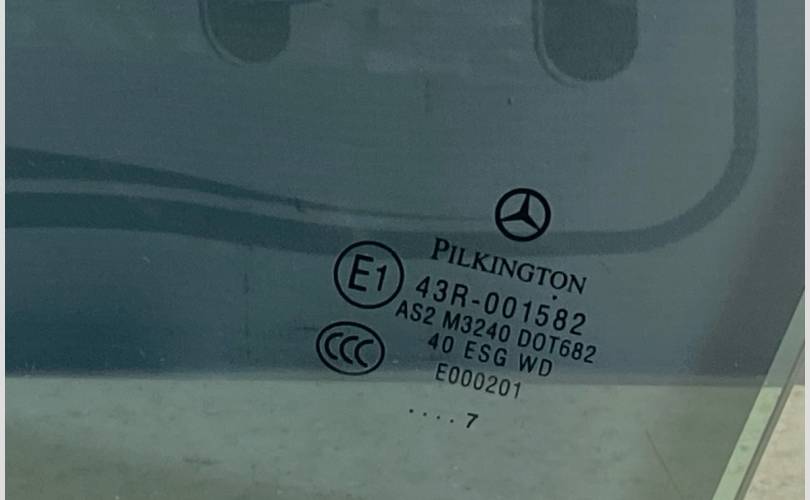 PILKINGTON
E1
43R-001582
AS2 M3240 DOT682
CCC
40 ESG WD
E000201
....7